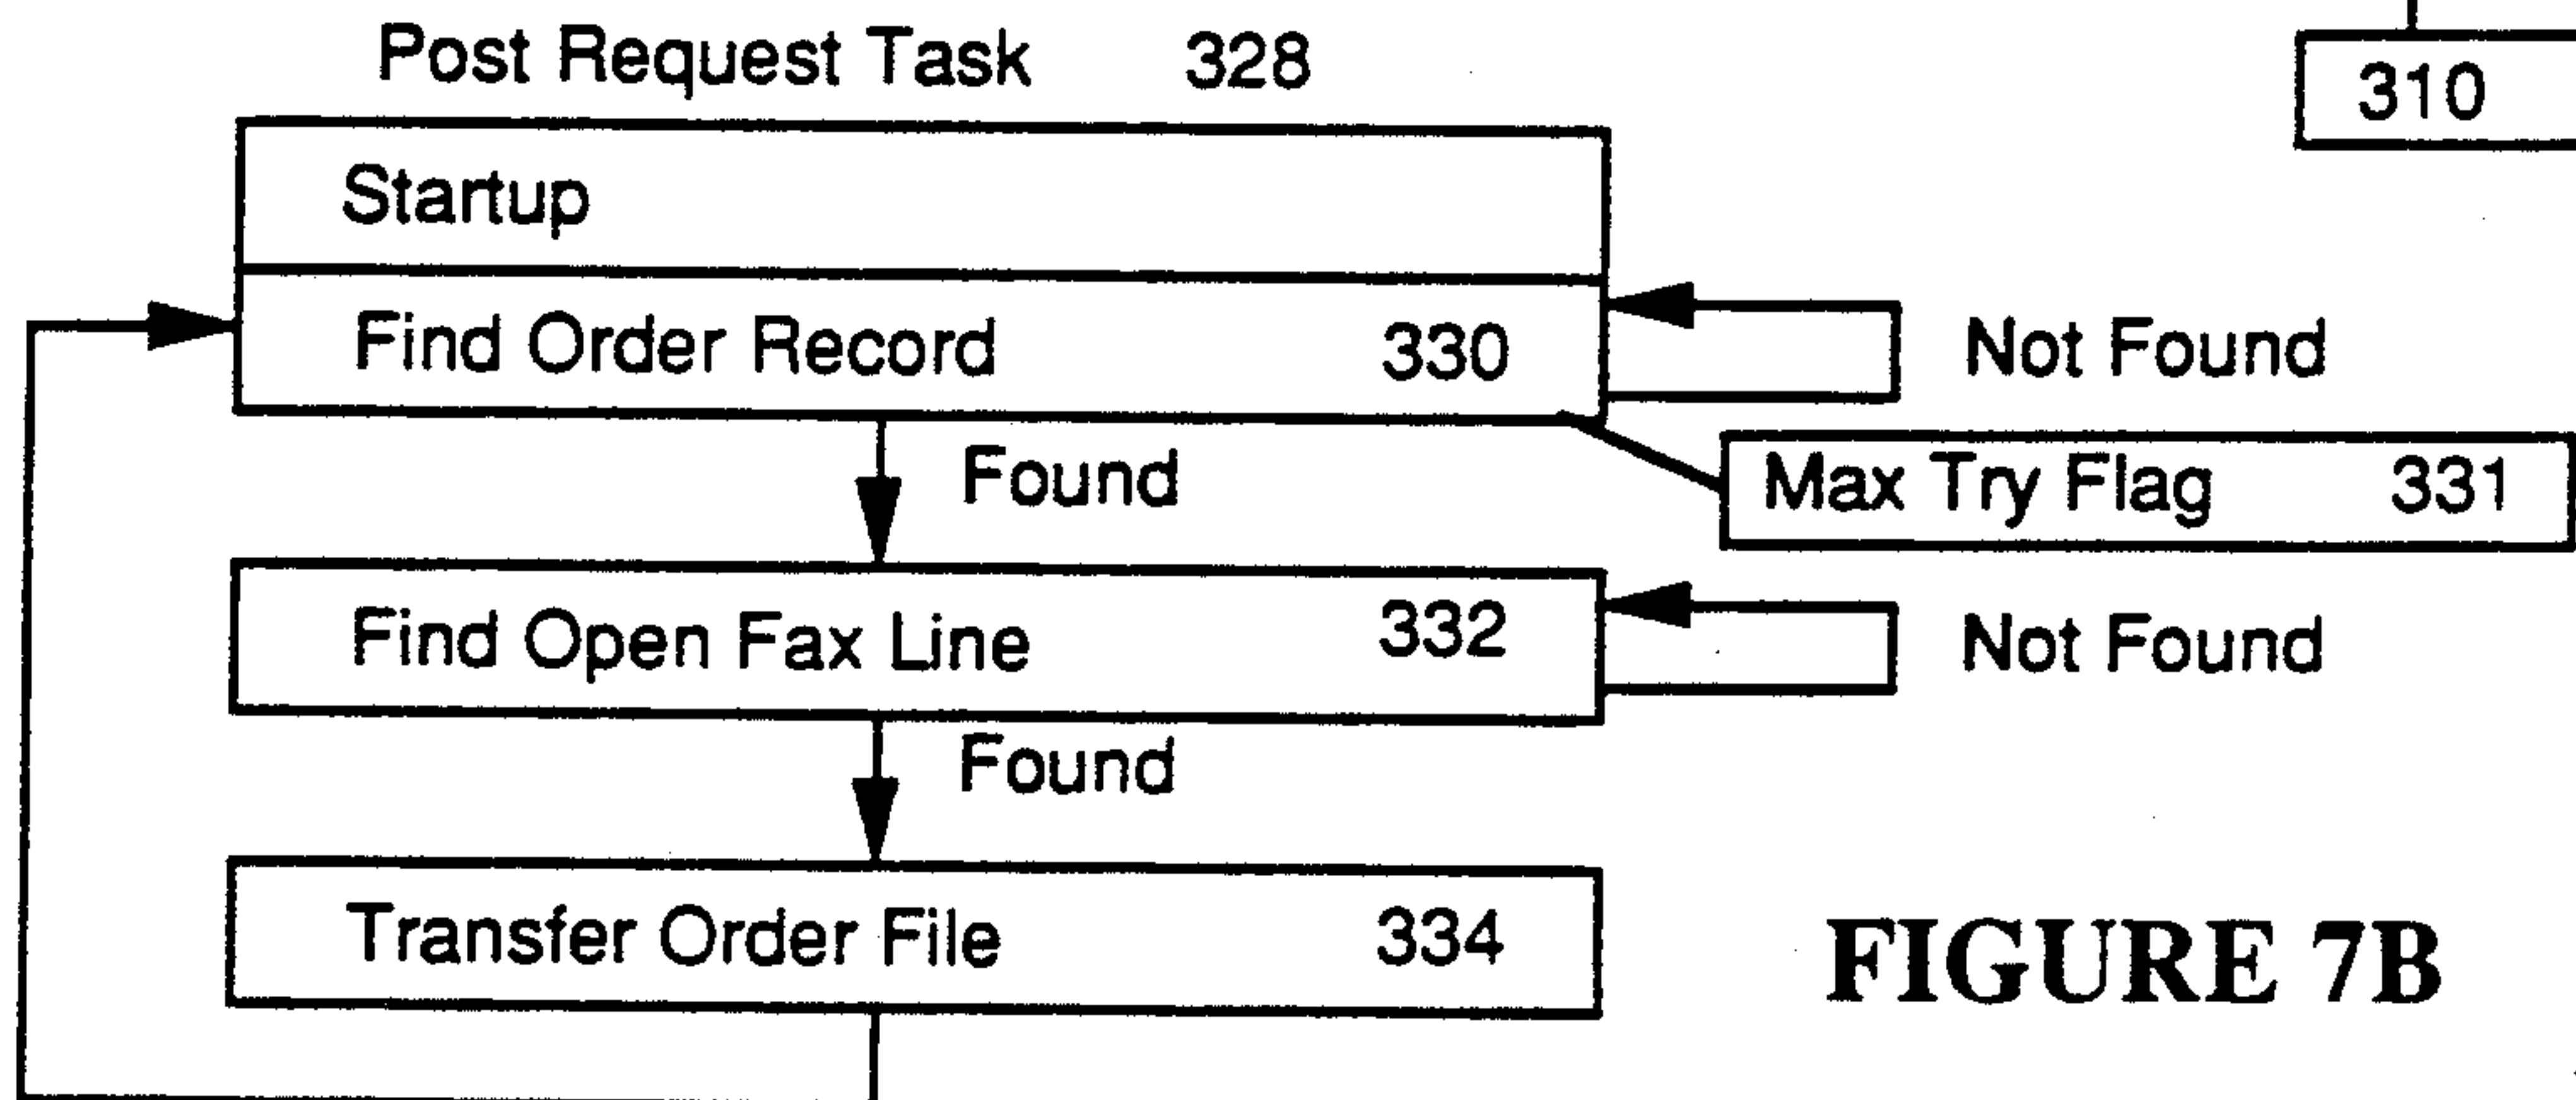 Post Request Task 328
310
Startup
Find Order Record 330
Not Found
Max Try Flag 331
Found
Find Open Fax Line 332
Not Found
Found
Transfer Order File 334
FIGURE 7B